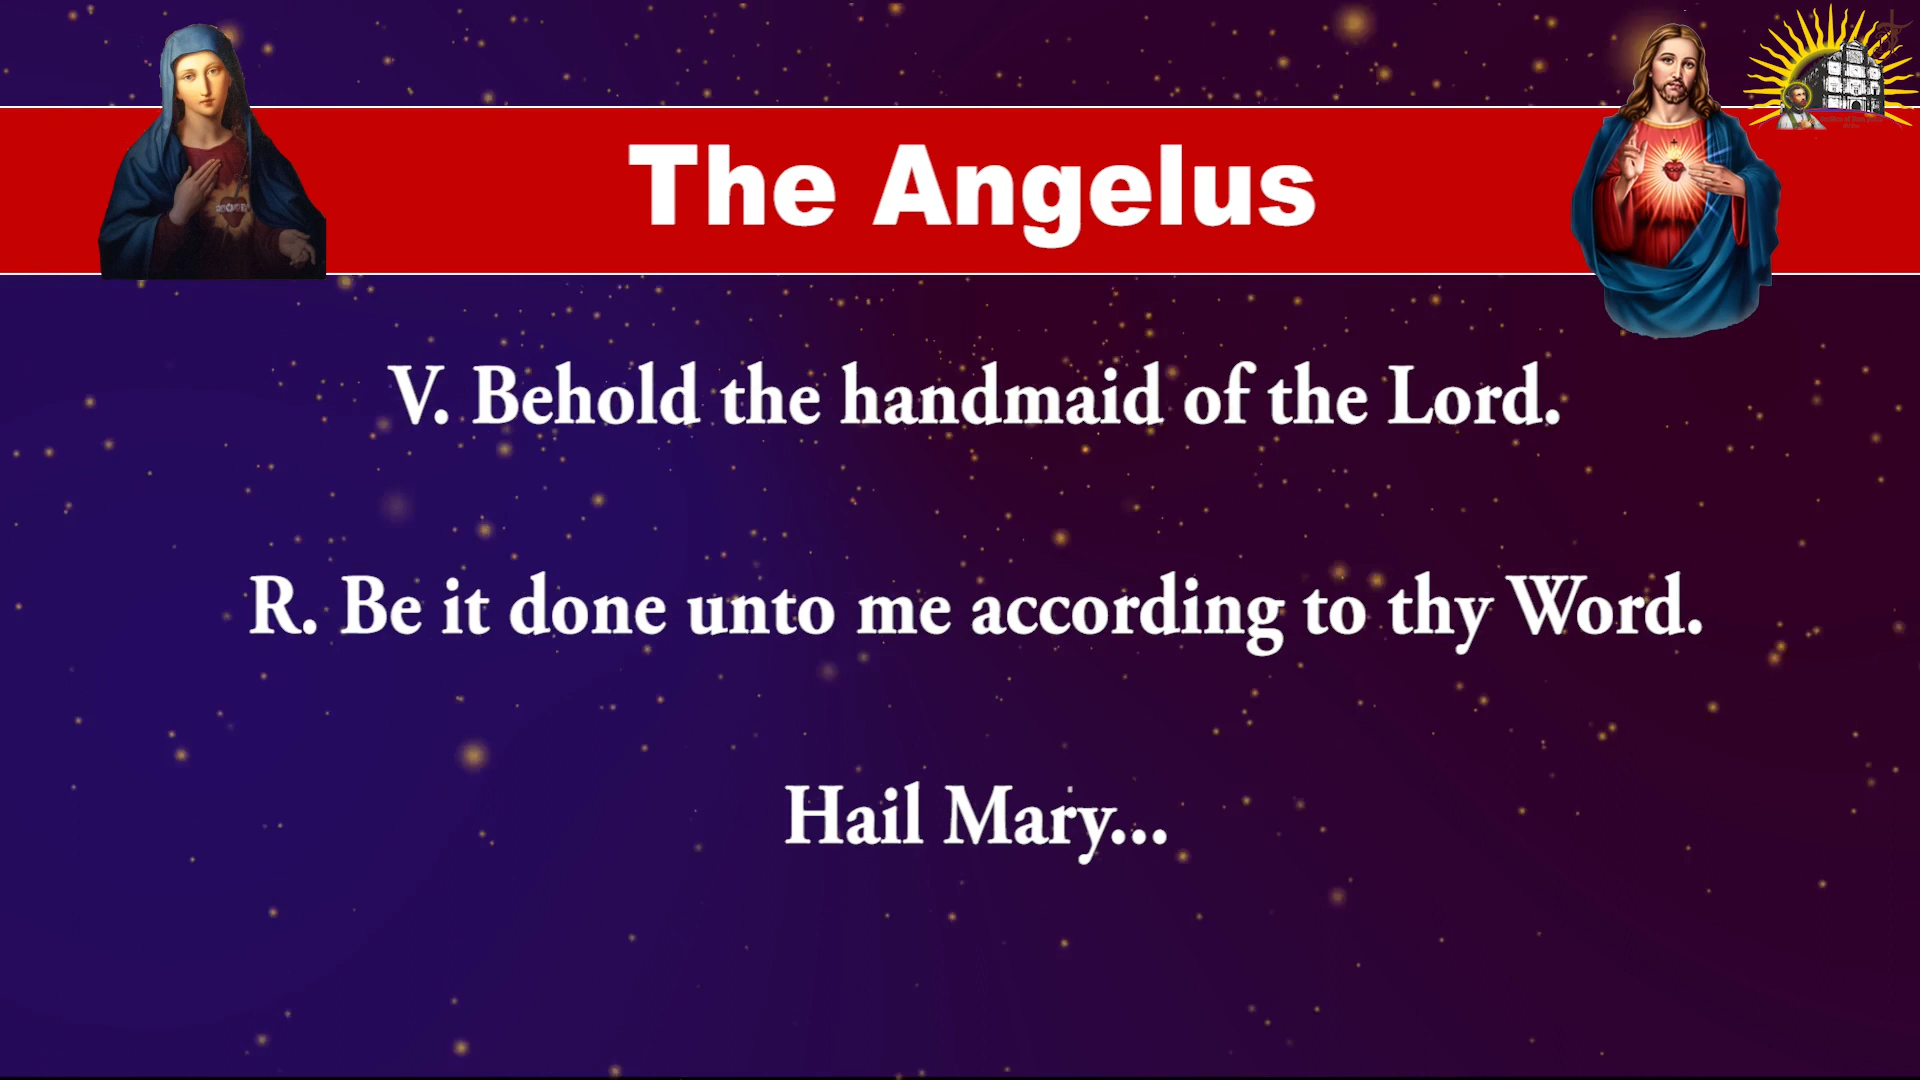 The Angelus
V. Behold the handmaid of the Lord.
R. Be it done unto me according to thy Word.
Hail Mary...